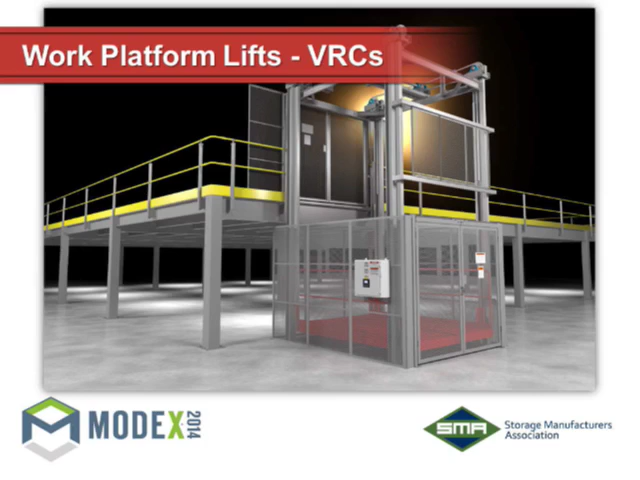 Work Platform Lifts - VRCs
MODEX 2014
SMA Storage Manufacturers
Association